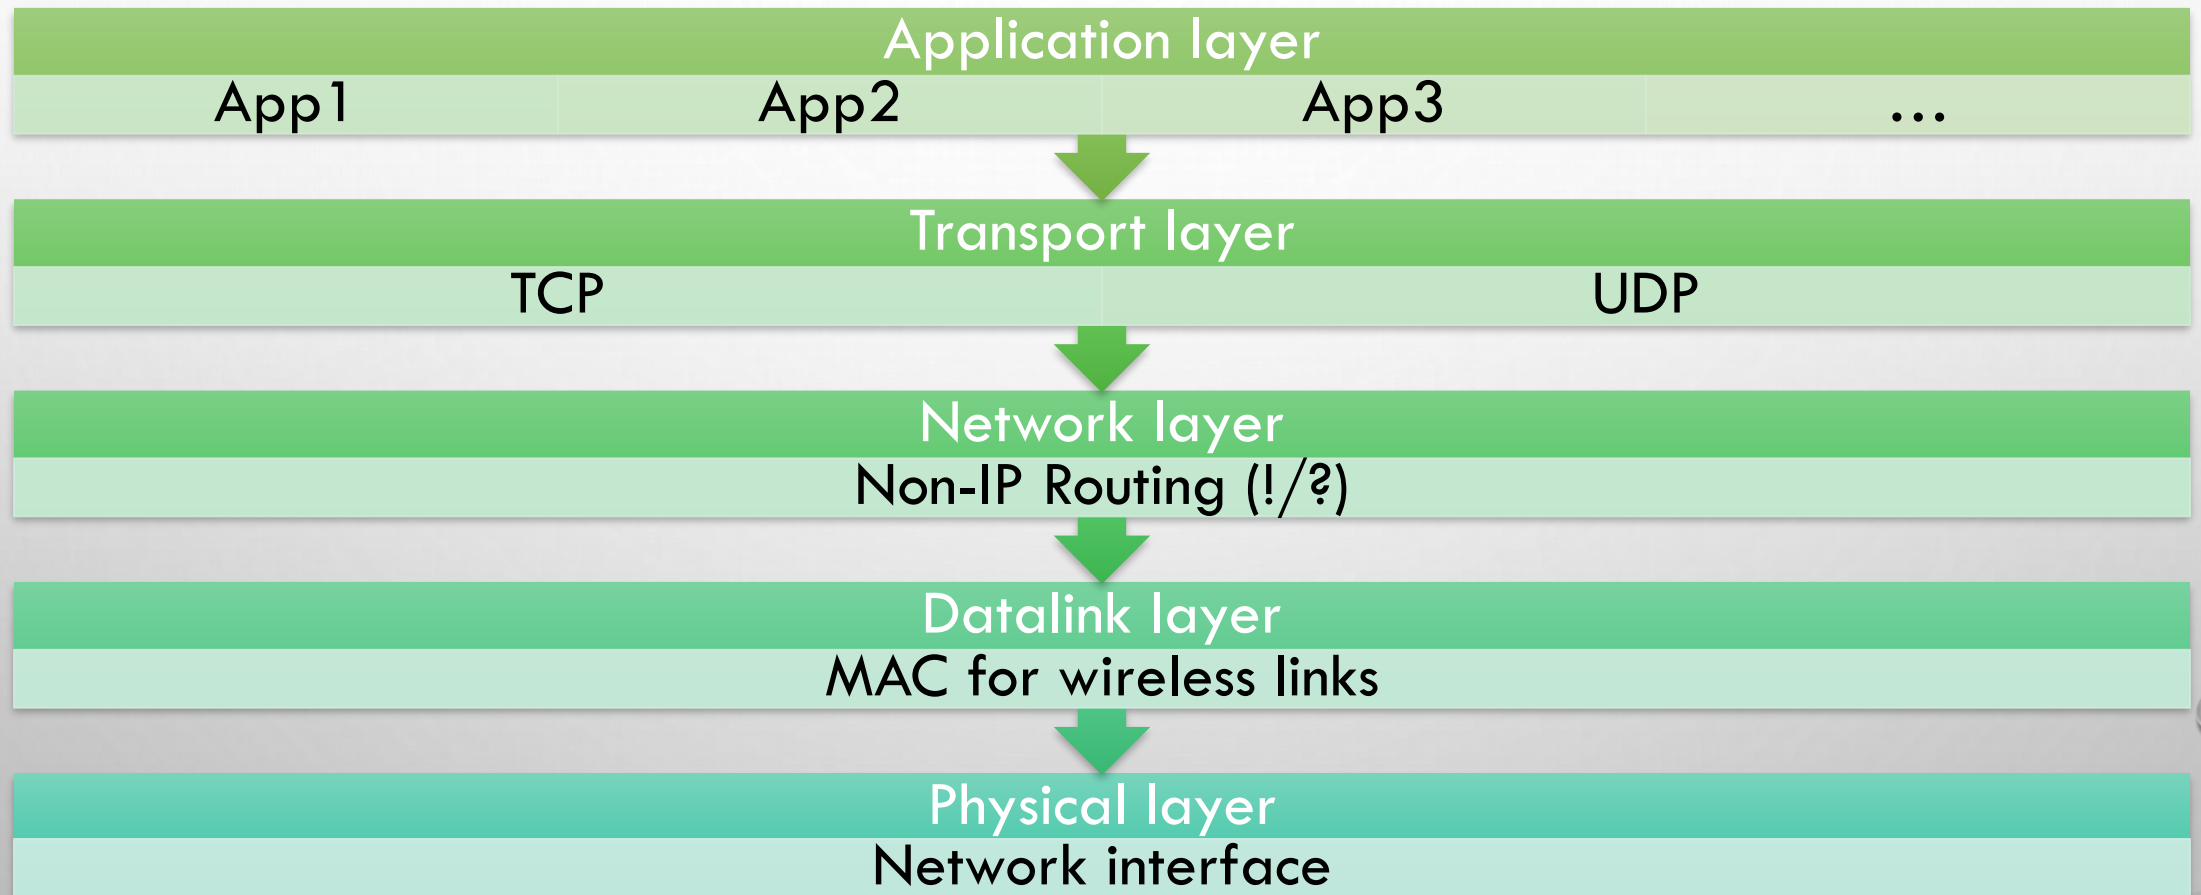 Application layer
App1 App2 App3 ...
Transport layer
TCP UDP
Network layer
Non-IP Routing (!/?)
Datalink layer
MAC for wireless links
Physical layer
Network interface